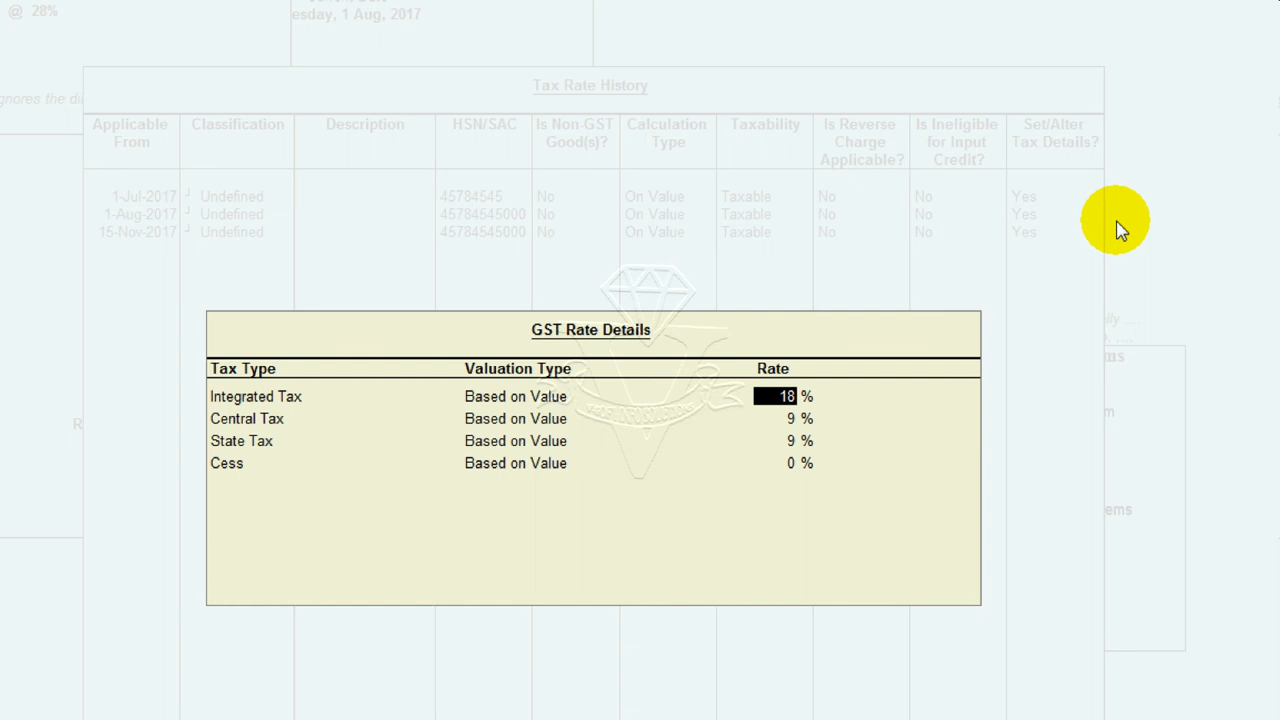 @ 28%
esday, 1 Aug, 2017
Tax Rate History
gnores the di
Applicable From Classification Description HSN/SAC Is Non-GST Good(s)? Calculation Type Taxability Is Reverse Charge Applicable? Is Ineligible for Input Credit? Set/Alter Tax Details?
1-Jul-2017 Undefined 45784545 No On Value Taxable No No Yes
1-Aug-2017 Undefined 45784545000 No On Value Taxable No No Yes
15-Nov-2017 Undefined 45784545000 No On Value Taxable No No Yes
GST Rate Details
Tax Type Valuation Type Rate
Integrated Tax Based on Value 18 %
Central Tax Based on Value 9 %
State Tax Based on Value 9 %
Cess Based on Value 0 %
R
ems